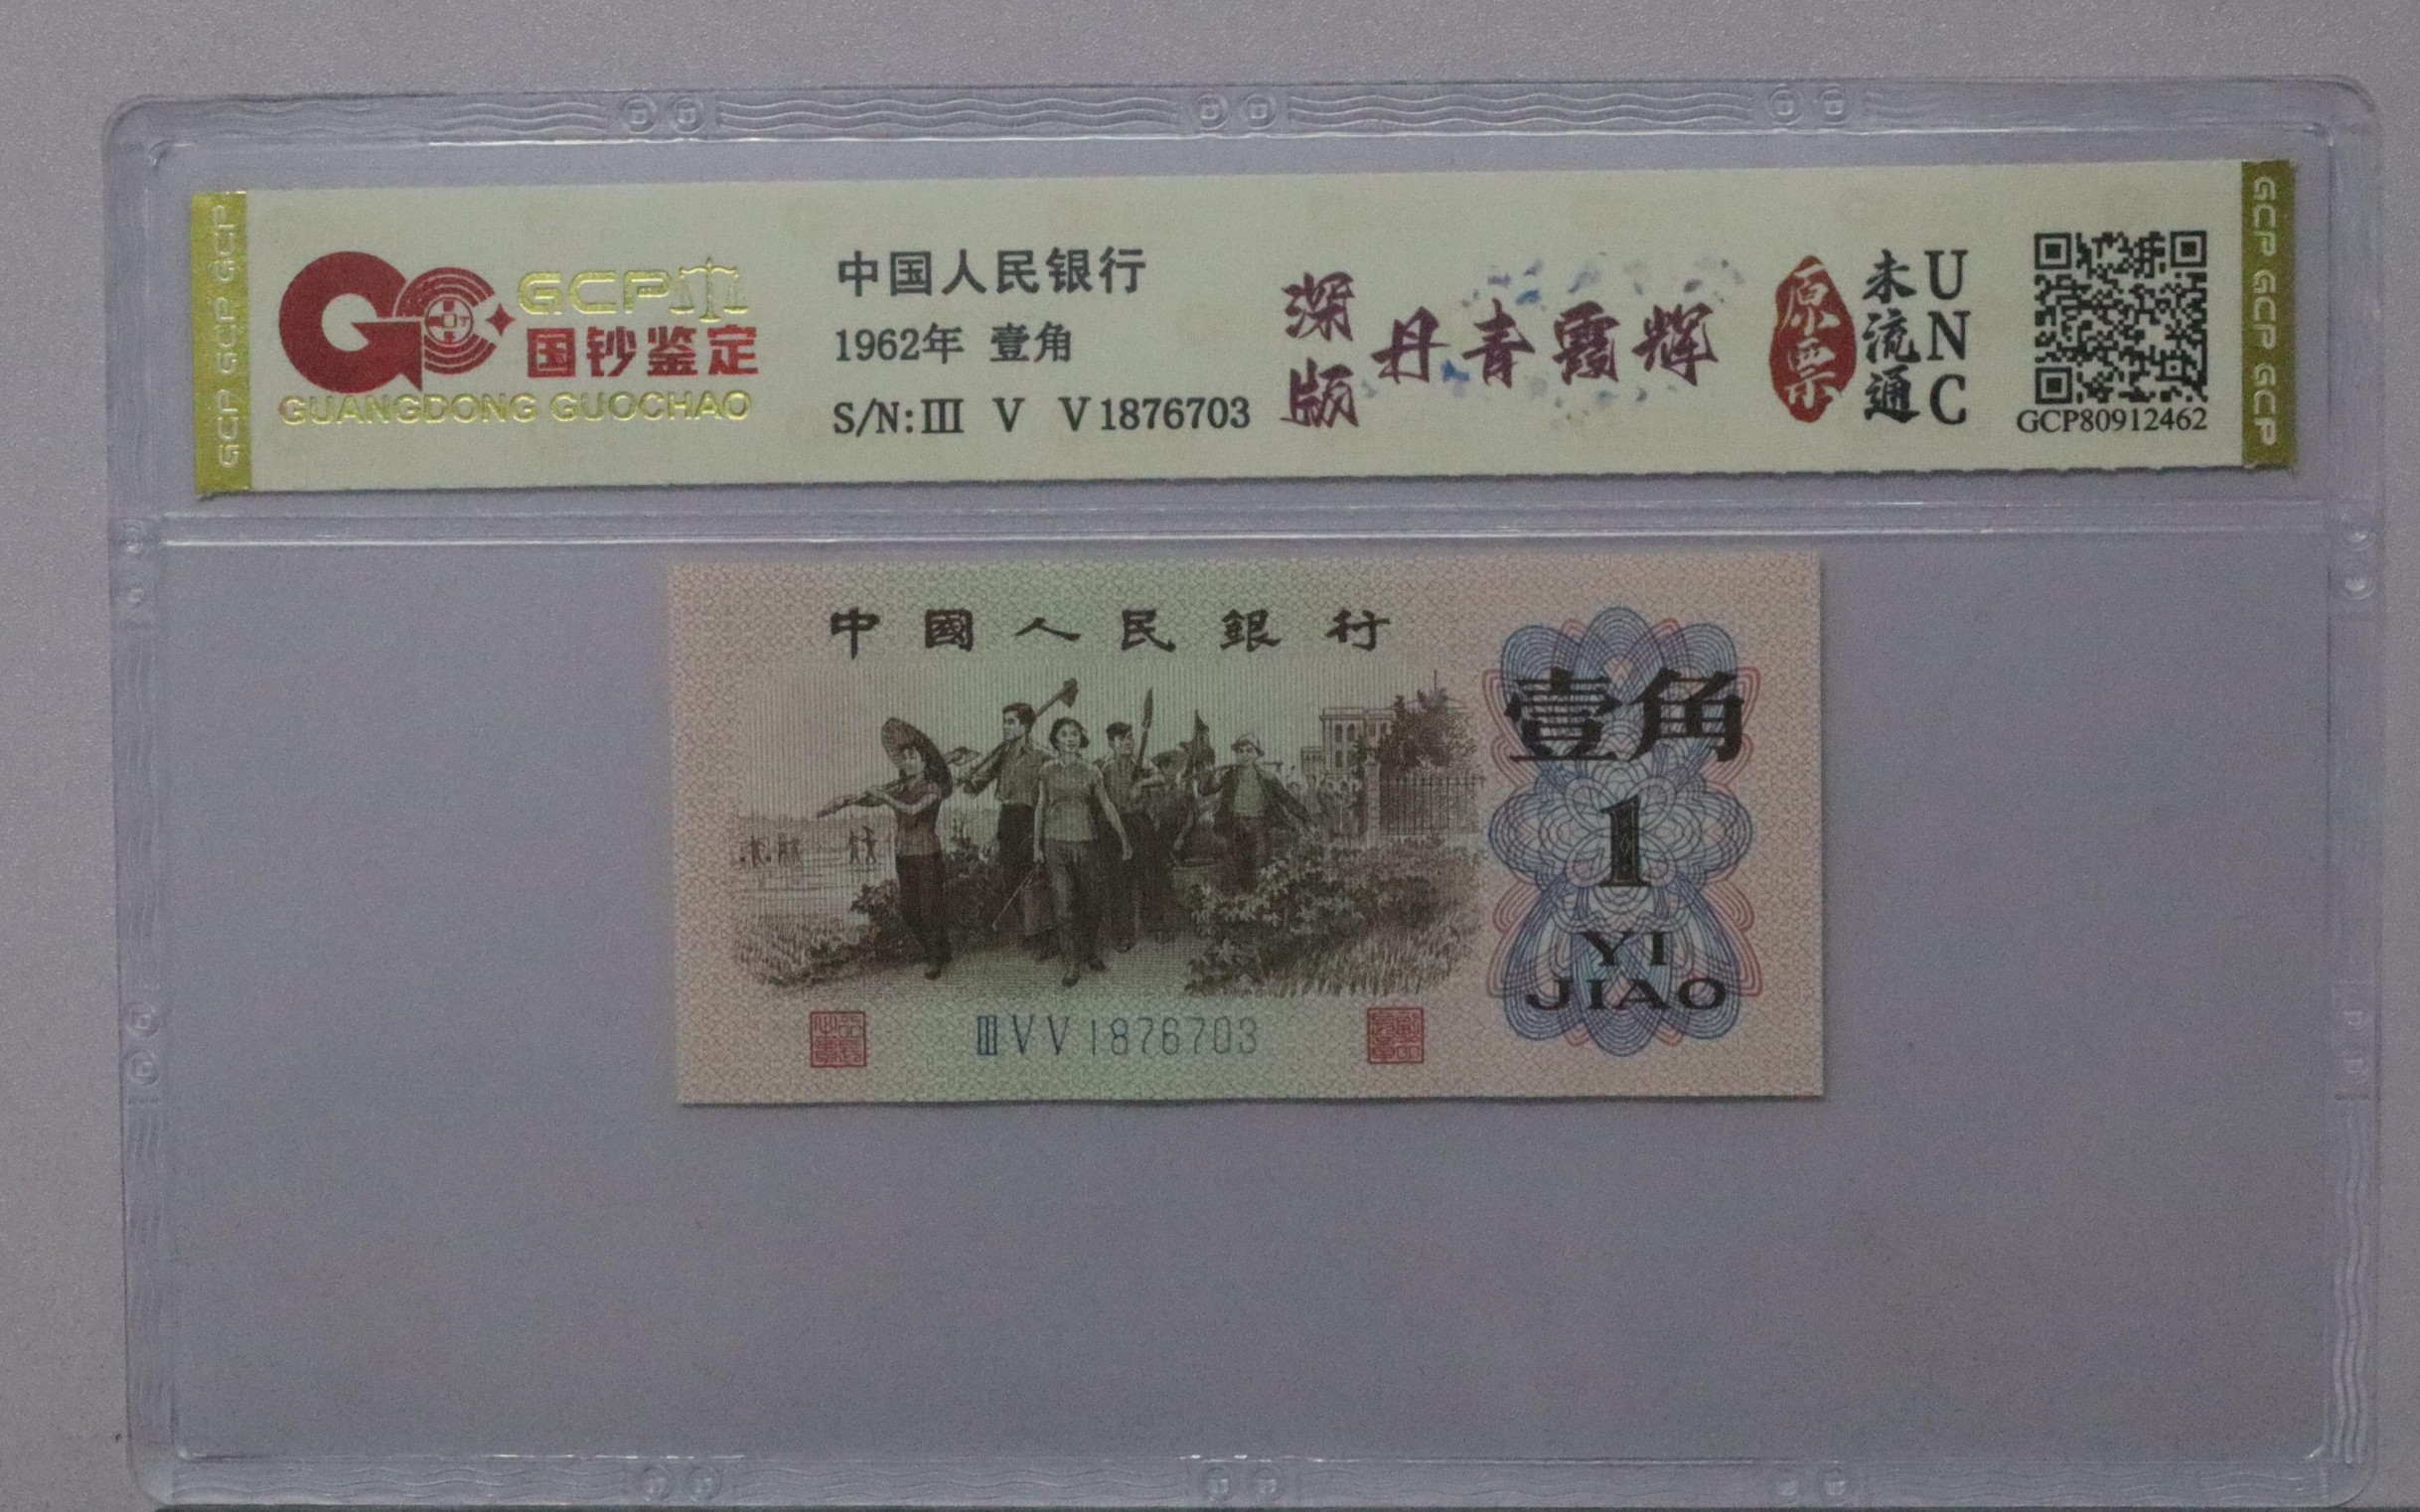 GCP GCP GCP
GCP
国钞鉴定
GUANGDONG GUOCHAO
中国人民银行
1962年 壹角
S/N:Ⅲ V V 1876703
深版
丹青霞辉
原票
未流通
UNC
GCP80912462
GCP GCP GCP
中國人民銀行
壹角
1
YI
JIAO
ⅢVV1876703